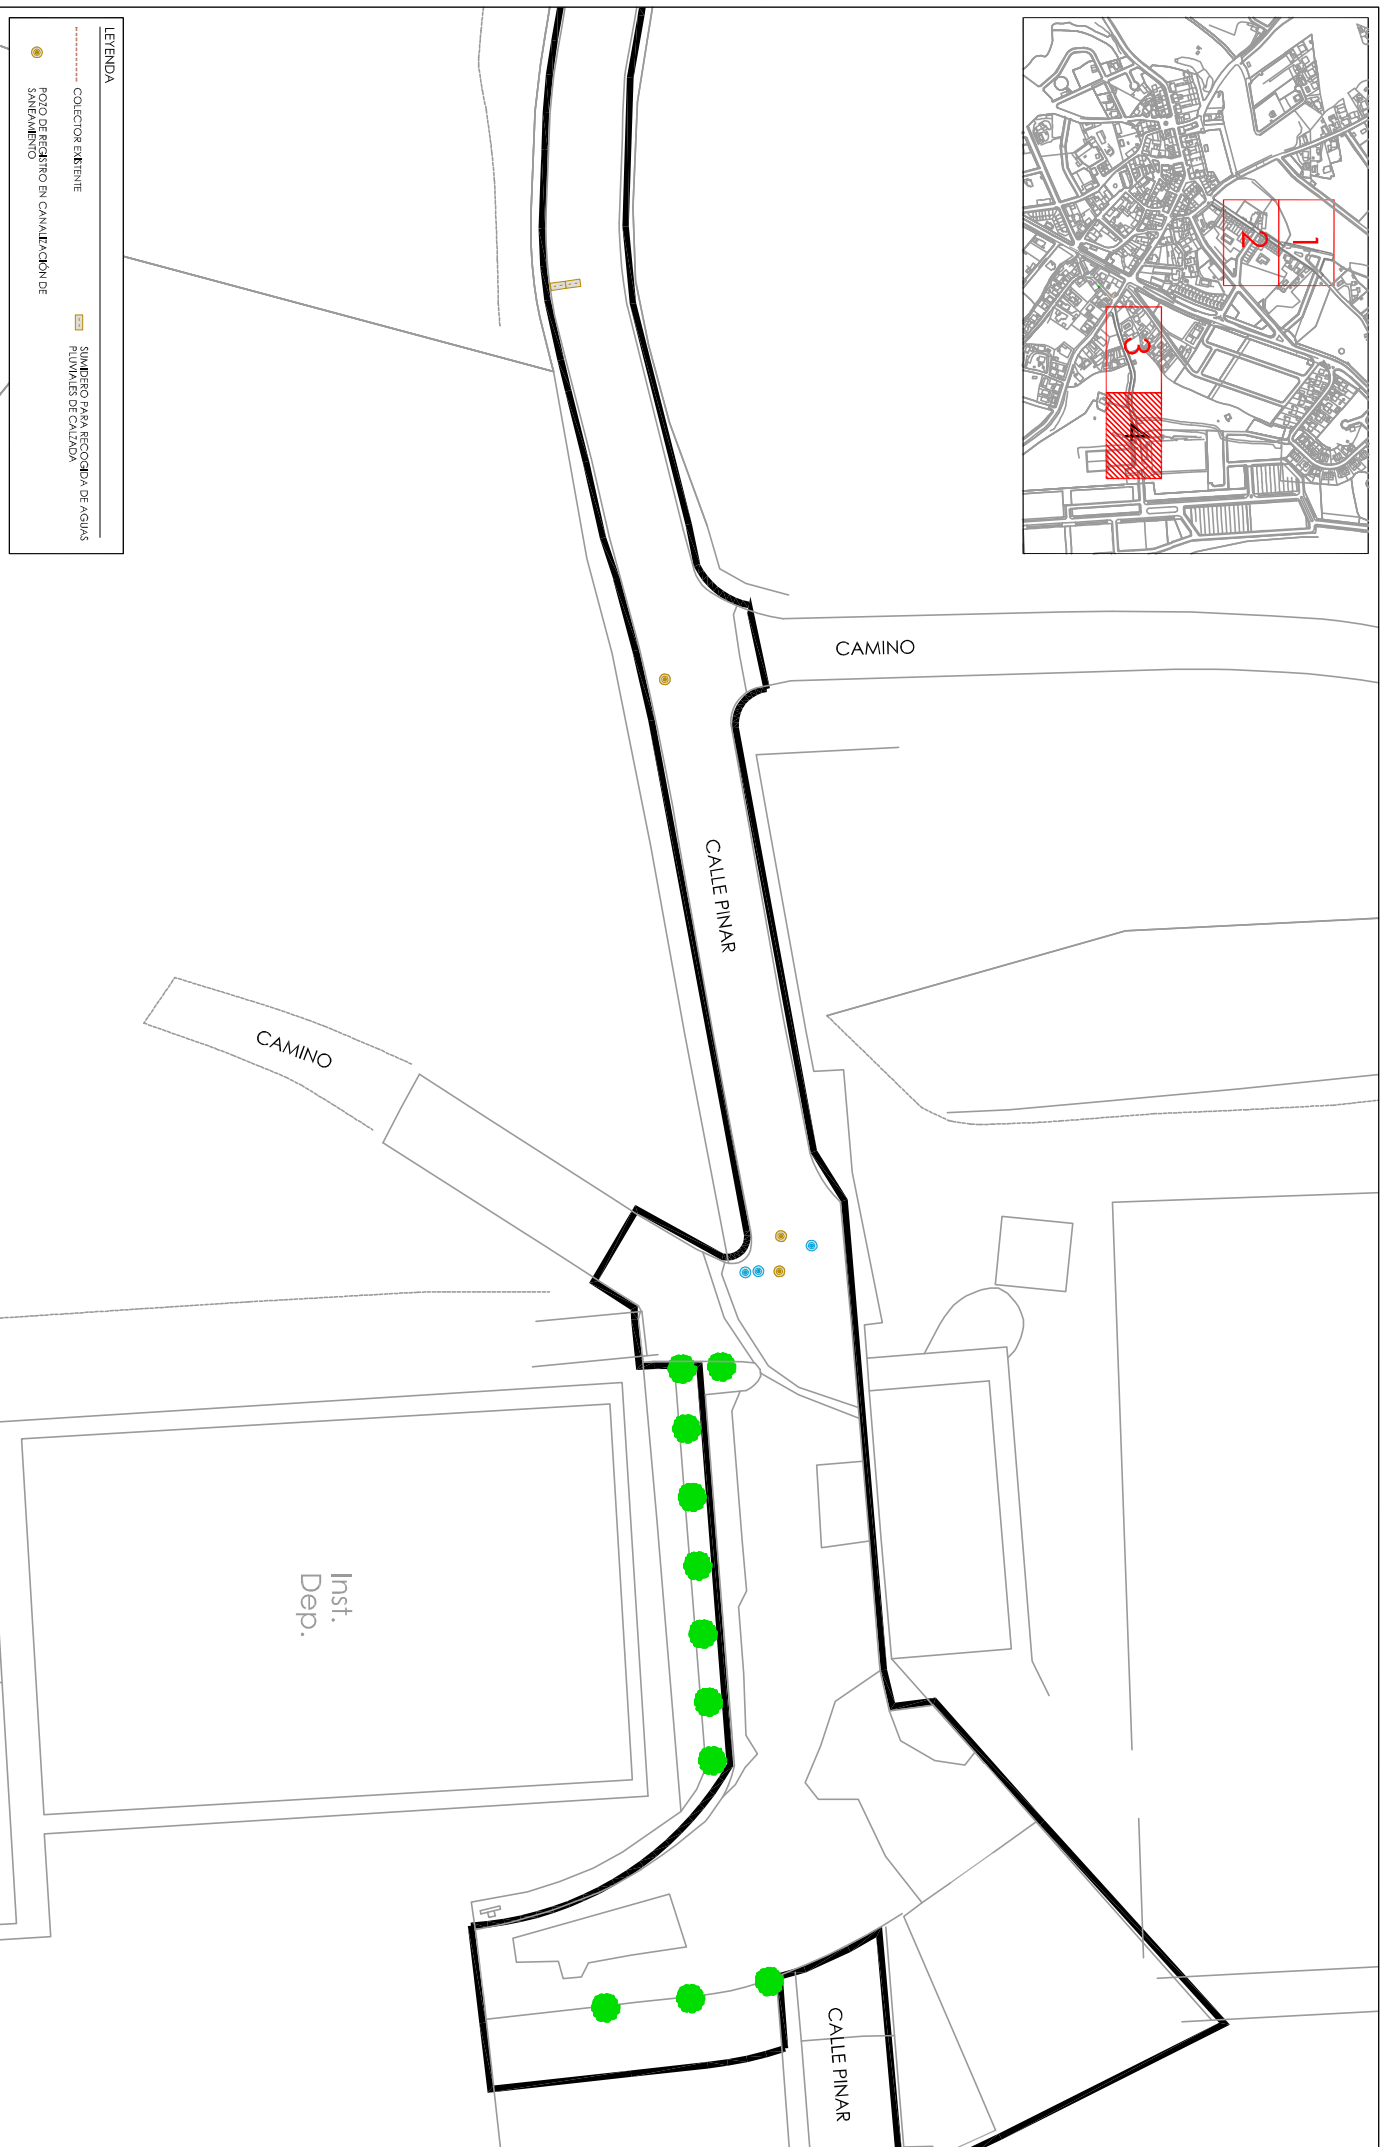 LEYENDA
COLECTOR EXISTENTE
POZO DE REGISTRO EN CANALIZACIÓN DE
SANEAMIENTO
SUMIDERO PARA RECOGIDA DE AGUAS
PLUVIALES DE CALZADA
1
2
3
4
CAMINO
CALLE PINAR
CAMINO
Inst.
Dep.
CALLE PINAR